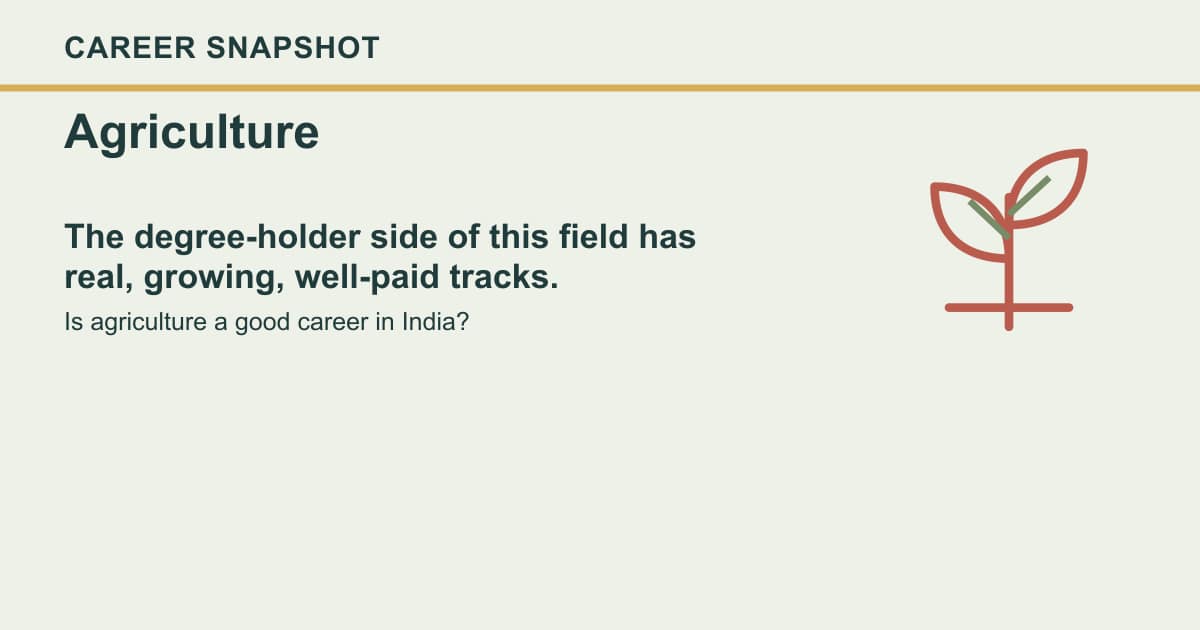 CAREER SNAPSHOT
Agriculture
The degree-holder side of this field has
real, growing, well-paid tracks.
Is agriculture a good career in India?